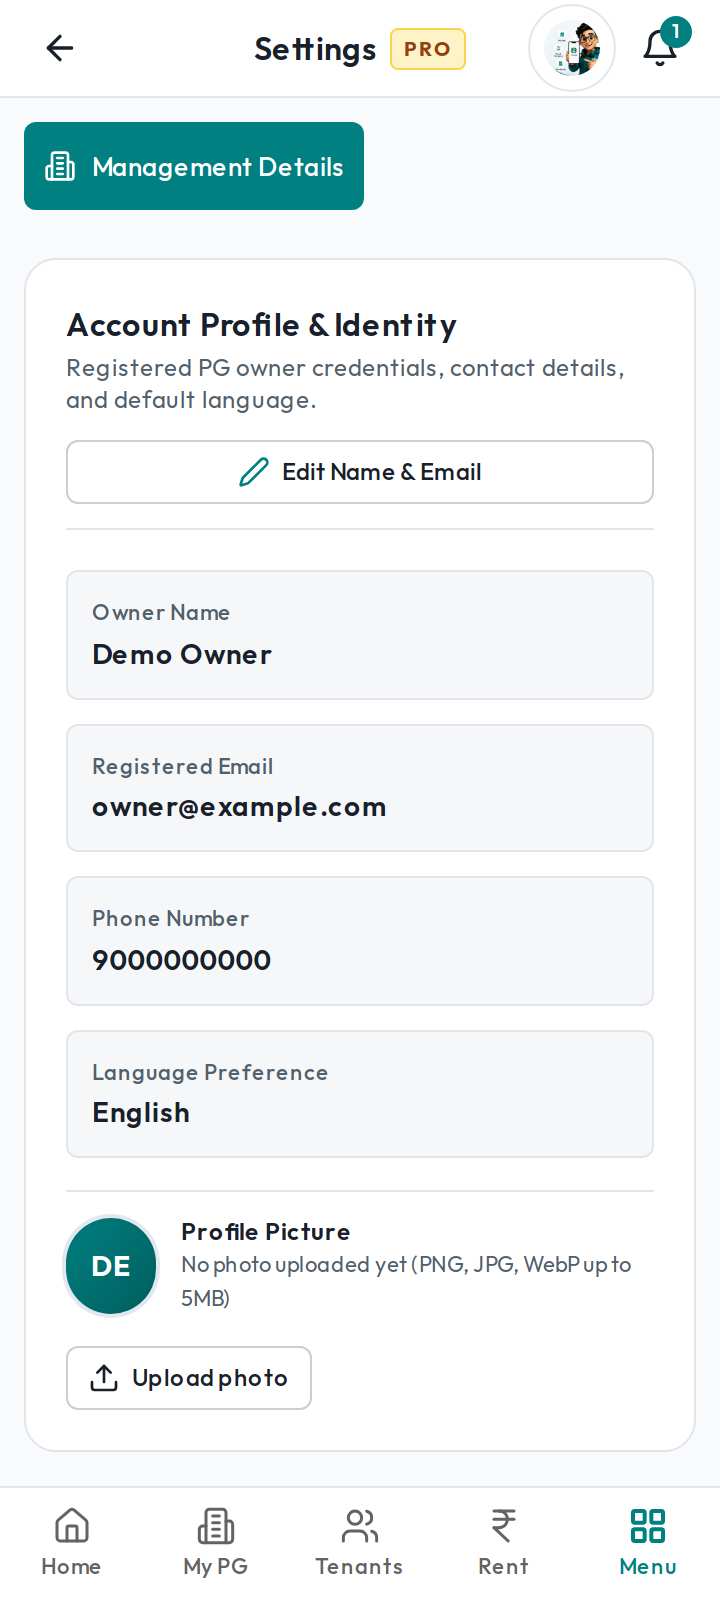 Settings
PRO
1
Management Details
Account Profile & Identity
Registered PG owner credentials, contact details,
and default language.
Edit Name & Email
Owner Name
Demo Owner
Registered Email
owner@example.com
Phone Number
9000000000
Language Preference
English
DE
Profile Picture
No photo uploaded yet (PNG, JPG, WebP up to
5MB)
Upload photo
Home
My PG
Tenants
Rent
Menu